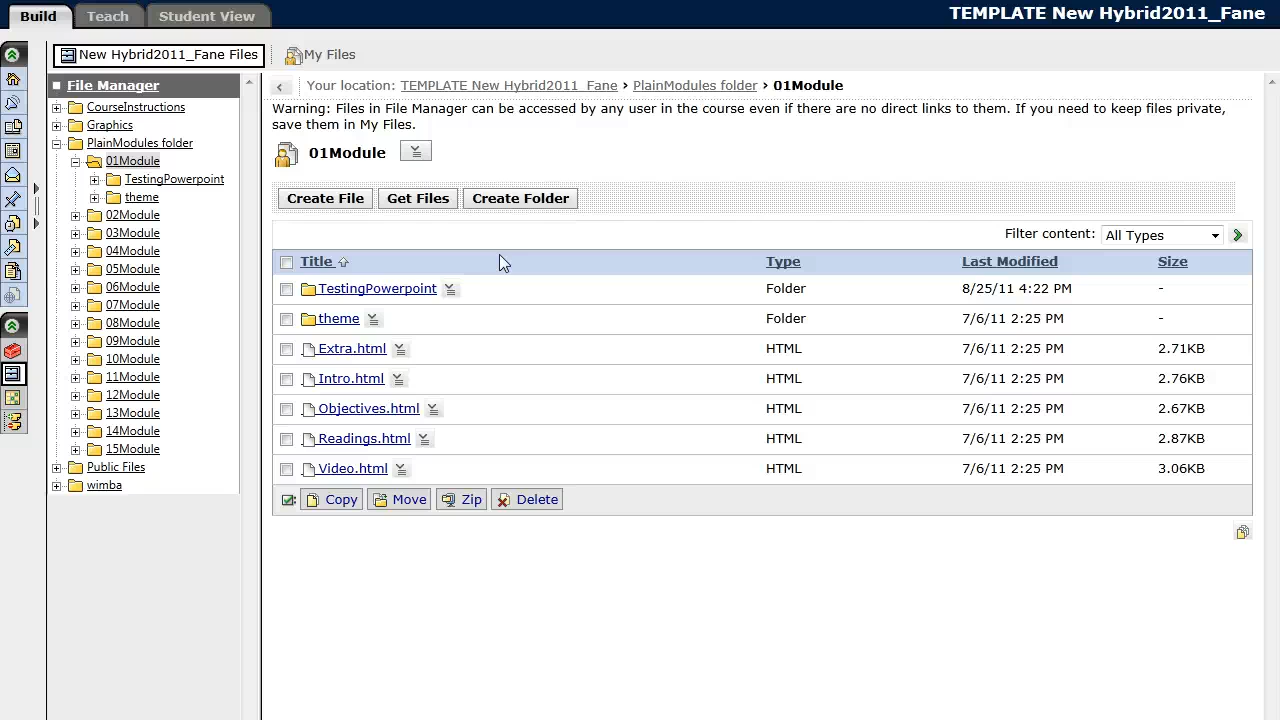 Build Teach Student View TEMPLATE New Hybrid2011_Fane
New Hybrid2011_Fane Files My Files
File Manager
CourseInstructions
Graphics
PlainModules folder
01Module
TestingPowerpoint
theme
02Module
03Module
04Module
05Module
06Module
07Module
08Module
09Module
10Module
11Module
12Module
13Module
14Module
15Module
Public Files
wimba
Your location: TEMPLATE New Hybrid2011_Fane › PlainModules folder › 01Module
Warning: Files in File Manager can be accessed by any user in the course even if there are no direct links to them. If you need to keep files private,
save them in My Files.
01Module
Create File Get Files Create Folder
Filter content: All Types
Title Type Last Modified Size
TestingPowerpoint Folder 8/25/11 4:22 PM -
theme Folder 7/6/11 2:25 PM -
Extra.html HTML 7/6/11 2:25 PM 2.71KB
Intro.html HTML 7/6/11 2:25 PM 2.76KB
Objectives.html HTML 7/6/11 2:25 PM 2.67KB
Readings.html HTML 7/6/11 2:25 PM 2.87KB
Video.html HTML 7/6/11 2:25 PM 3.06KB
Copy Move Zip Delete